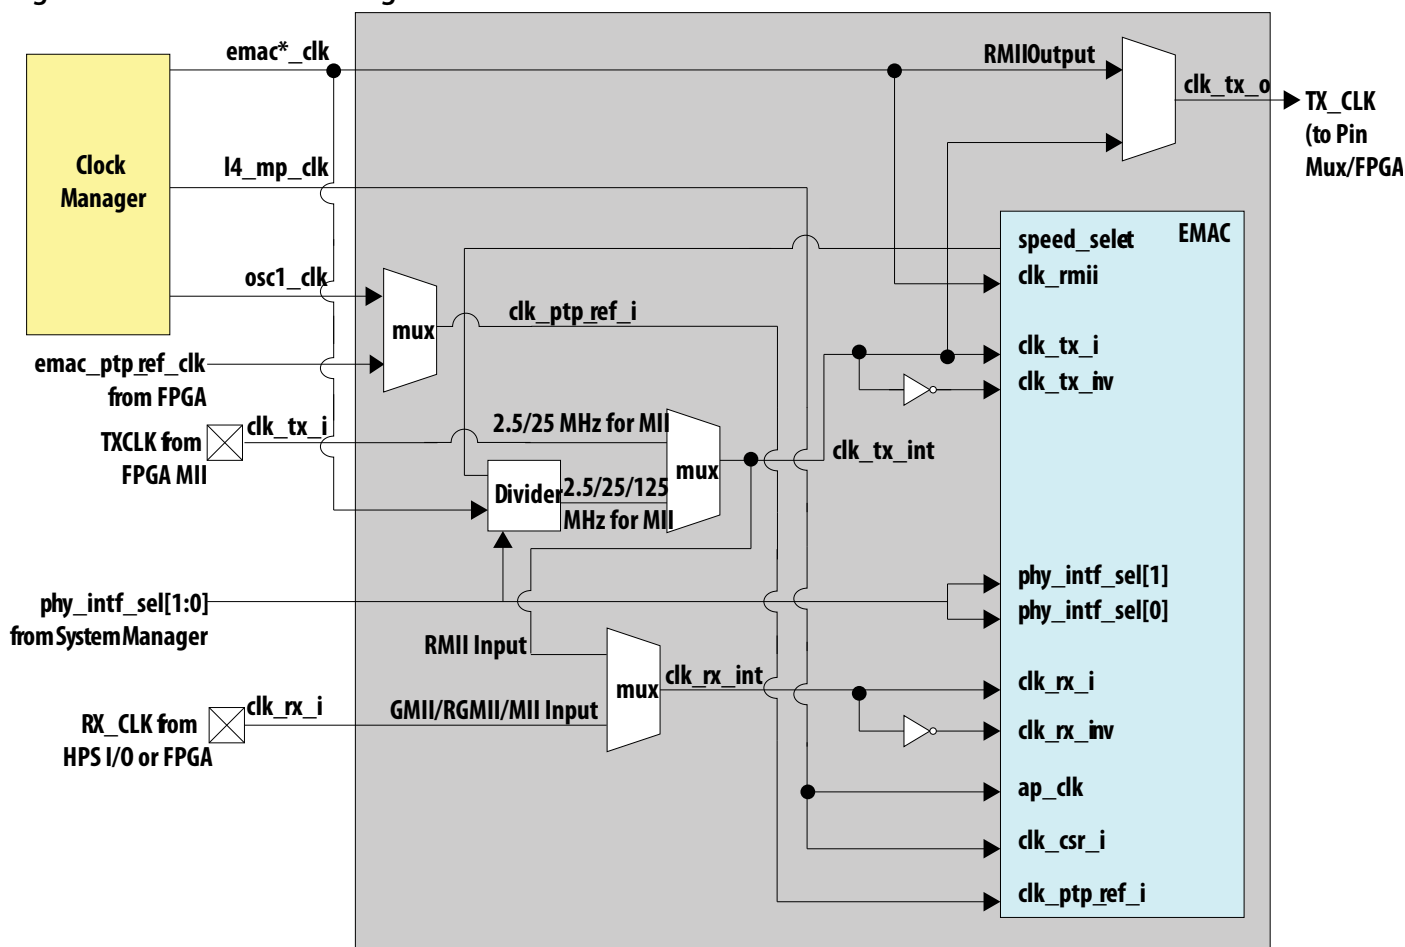 emac*_clk
RMIIOutput
clk_tx_o
TX_CLK
(to Pin
Mux/FPGA
Clock
Manager
l4_mp_clk
osc1_clk
mux
clk_ptp_ref_i
emac_ptp_ref_clk
from FPGA
clk_tx_i
TXCLK from
FPGA MII
2.5/25 MHz for MII
mux
clk_tx_int
Divider
2.5/25/125
MHz for MII
phy_intf_sel[1:0]
from System Manager
RMII Input
mux
clk_rx_int
clk_rx_i
GMII/RGMII/MII Input
RX_CLK from
HPS I/O or FPGA
EMAC
speed_selet
clk_rmii
clk_tx_i
clk_tx_inv
phy_intf_sel[1]
phy_intf_sel[0]
clk_rx_i
clk_rx_inv
ap_clk
clk_csr_i
clk_ptp_ref_i